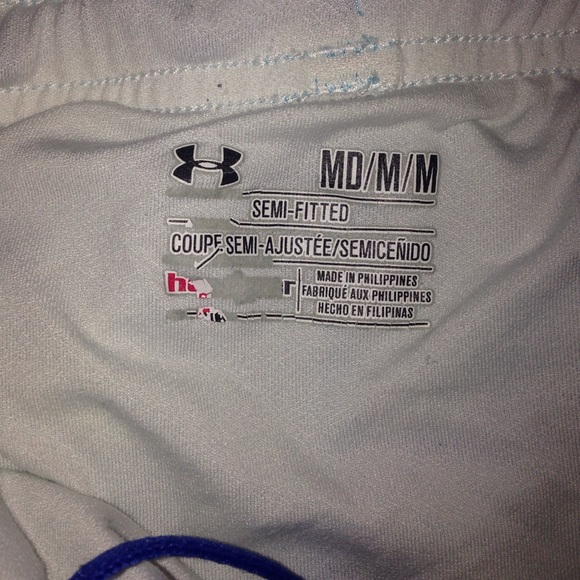 MD/M/M
SEMI-FITTED
COUPE SEMI-AJUSTÉE/SEMICEÑIDO
MADE IN PHILIPPINES
FABRIQUÉ AUX PHILIPPINES
HECHO EN FILIPINAS